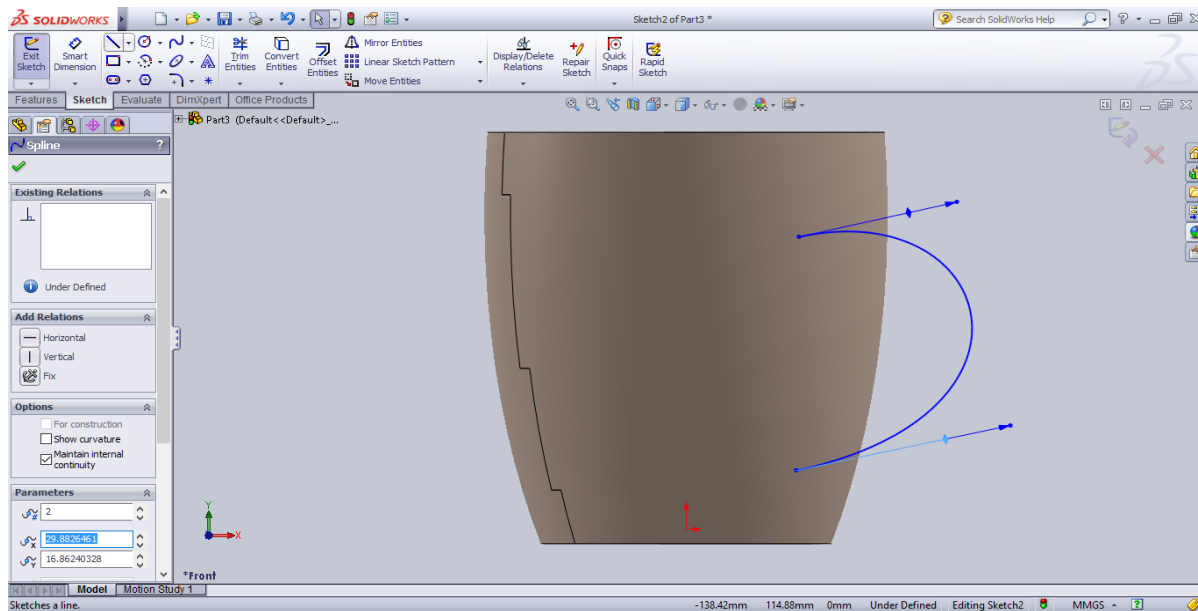 SOLIDWORKS
Sketch2 of Part3 *
Search SolidWorks Help
Exit Sketch
Smart Dimension
Trim Entities
Convert Entities
Offset Entities
Mirror Entities
Linear Sketch Pattern
Move Entities
Display/Delete Relations
Repair Sketch
Quick Snaps
Rapid Sketch
Features Sketch Evaluate DimXpert Office Products
Part3 (Default<<Default>_...
Spline ?
Existing Relations
Under Defined
Add Relations
Horizontal
Vertical
Fix
Options
For construction
Show curvature
Maintain internal
continuity
Parameters
2
29.8826461
16.86240328
Y
X
*Front
Model Motion Study 1
Sketches a line. -138.42mm 114.88mm 0mm Under Defined Editing Sketch2 MMGS